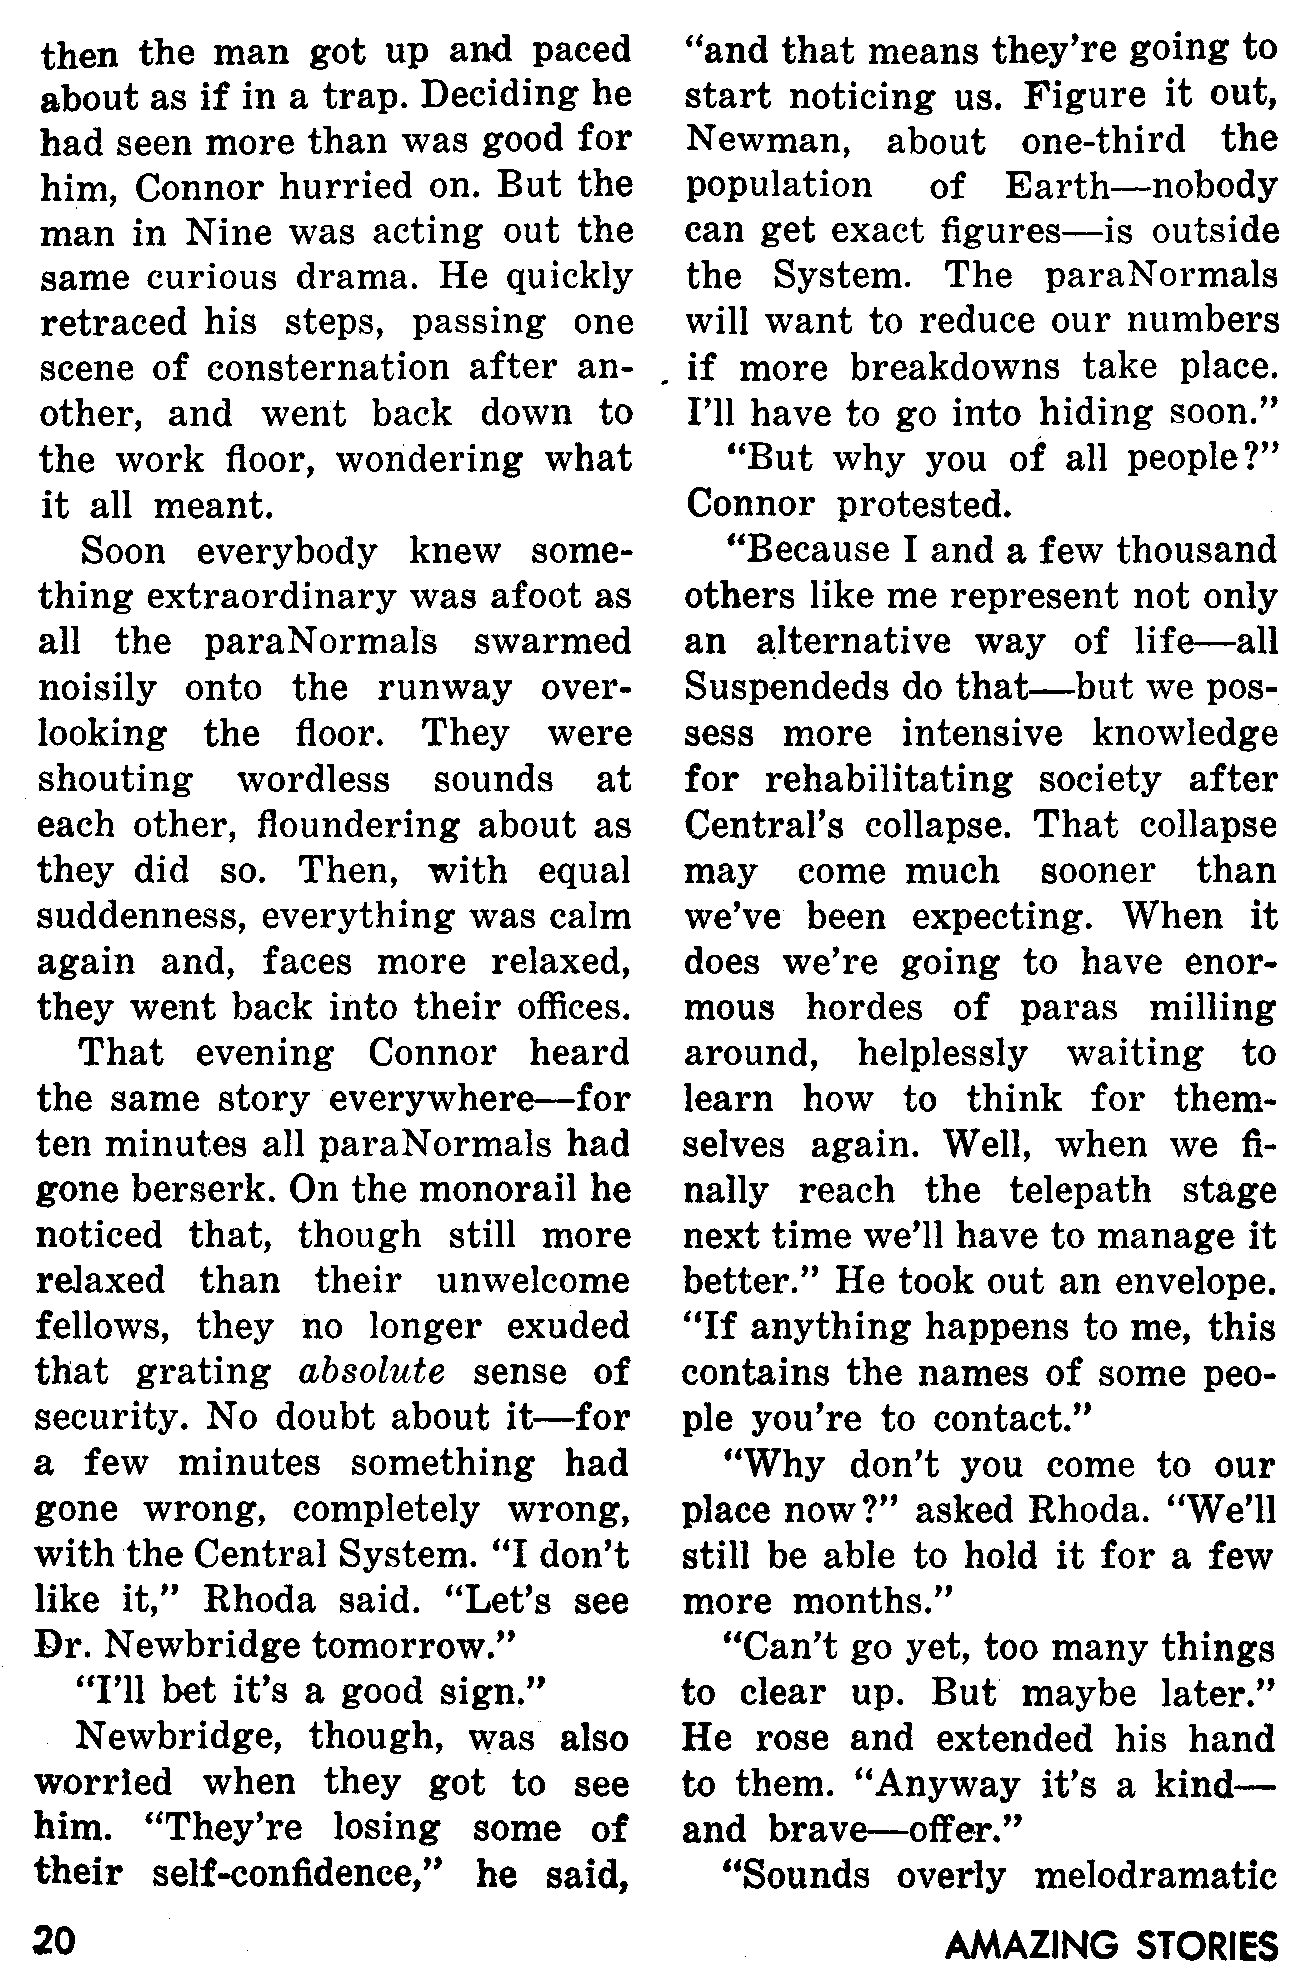 then the man got up and paced
about as if in a trap. Deciding he
had seen more than was good for
him, Connor hurried on. But the
man in Nine was acting out the
same curious drama. He quickly
retraced his steps, passing one
scene of consternation after an-
other, and went back down to
the work floor, wondering what
it all meant.
Soon everybody knew some-
thing extraordinary was afoot as
all the paraNormals swarmed
noisily onto the runway over-
looking the floor. They were
shouting wordless sounds at
each other, floundering about as
they did so. Then, with equal
suddenness, everything was calm
again and, faces more relaxed,
they went back into their offices.
That evening Connor heard
the same story everywhere—for
ten minutes all paraNormals had
gone berserk. On the monorail he
noticed that, though still more
relaxed than their unwelcome
fellows, they no longer exuded
that grating absolute sense of
security. No doubt about it—for
a few minutes something had
gone wrong, completely wrong,
with the Central System. “I don’t
like it,” Rhoda said. “Let’s see
Dr. Newbridge tomorrow.”
“I’ll bet it’s a good sign.”
Newbridge, though, was also
worried when they got to see
him. “They’re losing some of
their self-confidence,” he said,
“and that means they’re going to
start noticing us. Figure it out,
Newman, about one-third the
population of Earth—nobody
can get exact figures—is outside
the System. The paraNormals
will want to reduce our numbers
if more breakdowns take place.
I’ll have to go into hiding soon.”
“But why you of all people?”
Connor protested.
“Because I and a few thousand
others like me represent not only
an alternative way of life—all
Suspendeds do that—but we pos-
sess more intensive knowledge
for rehabilitating society after
Central’s collapse. That collapse
may come much sooner than
we’ve been expecting. When it
does we’re going to have enor-
mous hordes of paras milling
around, helplessly waiting to
learn how to think for them-
selves again. Well, when we fi-
nally reach the telepath stage
next time we’ll have to manage it
better.” He took out an envelope.
“If anything happens to me, this
contains the names of some peo-
ple you’re to contact.”
“Why don’t you come to our
place now?” asked Rhoda. “We’ll
still be able to hold it for a few
more months.”
“Can’t go yet, too many things
to clear up. But maybe later.”
He rose and extended his hand
to them. “Anyway it’s a kind—
and brave—offer.”
“Sounds overly melodramatic
20
AMAZING STORIES